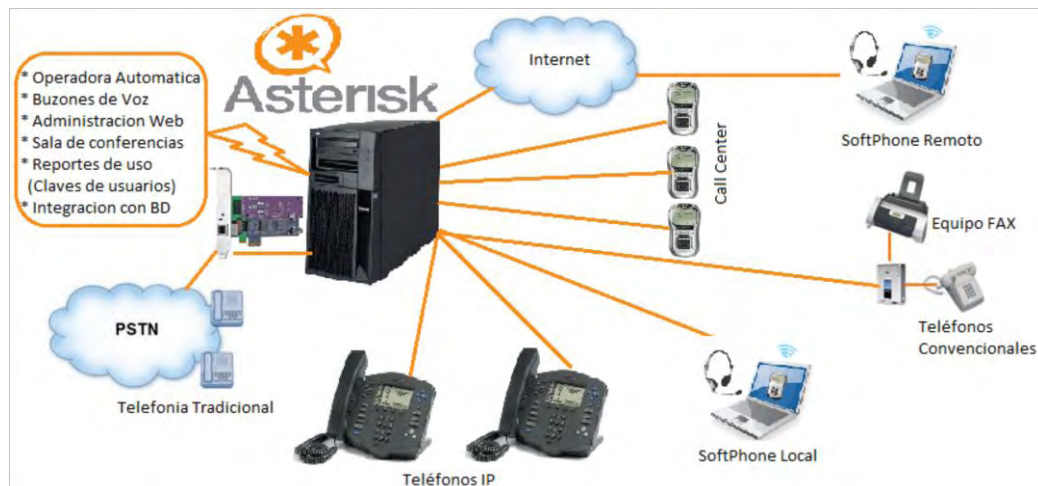 * Operadora Automatica
* Buzones de Voz
* Administracion Web
* Sala de conferencias
* Reportes de uso
(Claves de usuarios)
* Integracion con BD
Asterisk
Internet
SoftPhone Remoto
Call Center
Equipo FAX
Teléfonos
Convencionales
PSTN
Telefonia Tradicional
Teléfonos IP
SoftPhone Local